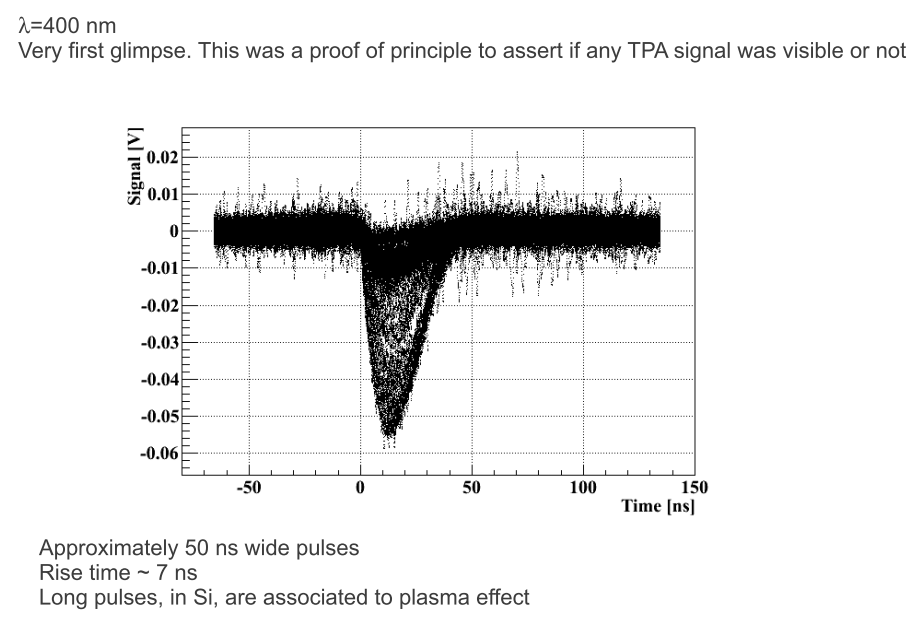 λ=400 nm
Very first glimpse. This was a proof of principle to assert if any TPA signal was visible or not
Signal [V]
0.02
0.01
0
-0.01
-0.02
-0.03
-0.04
-0.05
-0.06
-50 0 50 100 150
Time [ns]
Approximately 50 ns wide pulses
Rise time ~ 7 ns
Long pulses, in Si, are associated to plasma effect